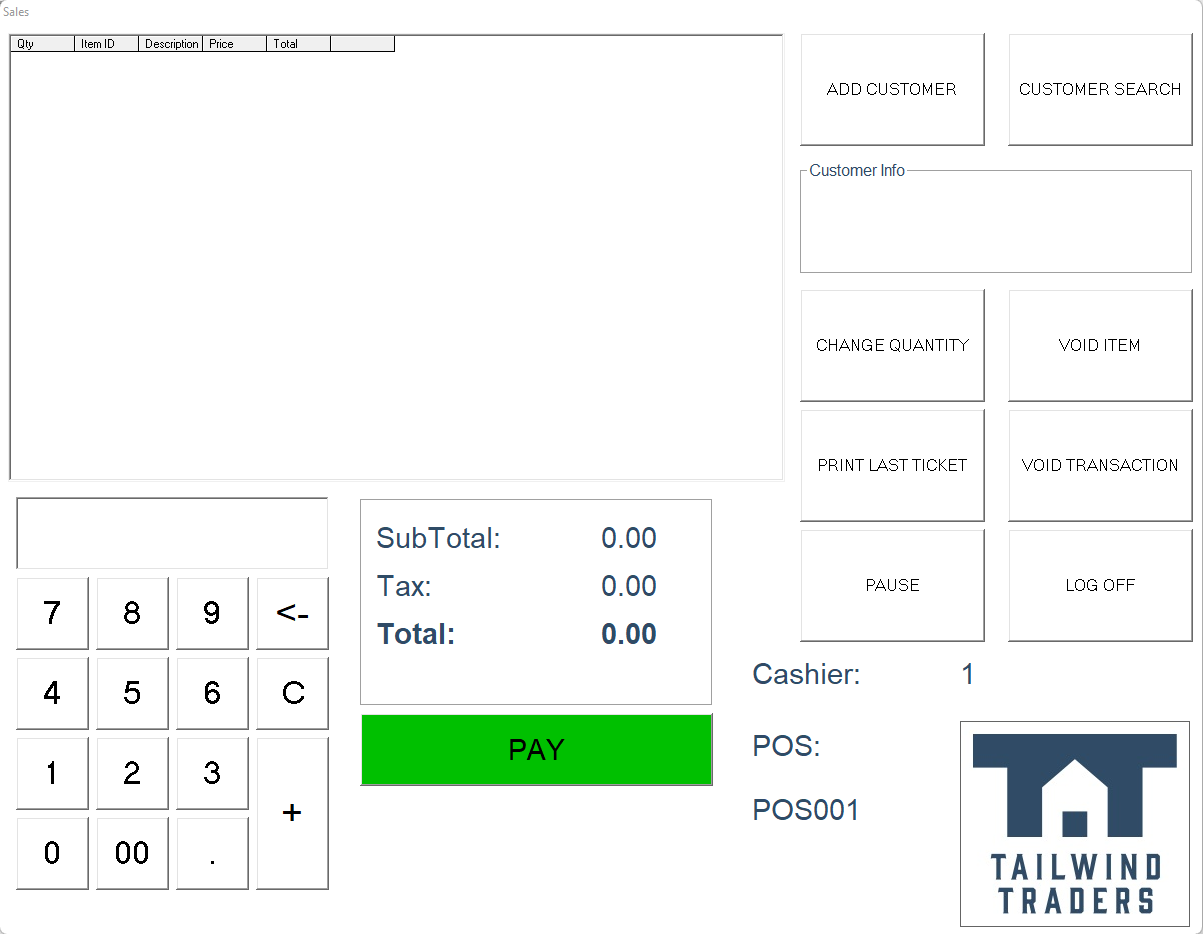 Sales
Qty Item ID Description Price Total
ADD CUSTOMER CUSTOMER SEARCH
Customer Info
CHANGE QUANTITY VOID ITEM
PRINT LAST TICKET VOID TRANSACTION
PAUSE LOG OFF
SubTotal: 0.00
Tax: 0.00
Total: 0.00
PAY
7 8 9 <-
4 5 6 C
1 2 3 +
0 00 .
Cashier: 1
POS:
POS001
TAILWIND
TRADERS